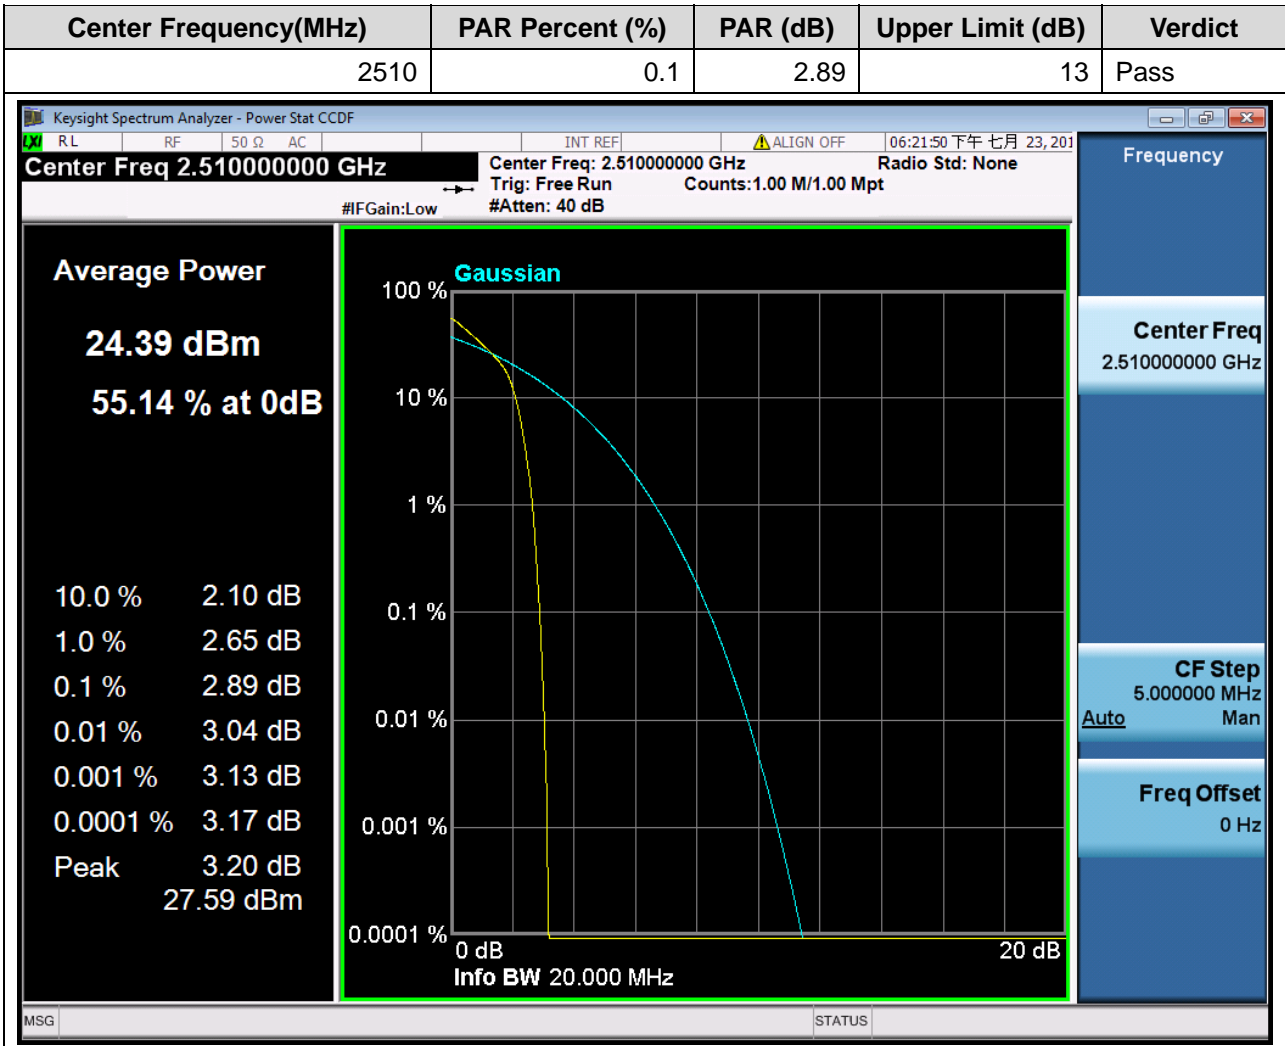 Center Frequency(MHz) PAR Percent (%) PAR (dB) Upper Limit (dB) Verdict
2510 0.1 2.89 13 Pass
Keysight Spectrum Analyzer - Power Stat CCDF
LXI RL RF 50 Ω AC INT REF ALIGN OFF 06:21:50 下午 七月 23, 201
Center Freq 2.510000000 GHz
Center Freq: 2.510000000 GHz Radio Std: None
Trig: Free Run Counts:1.00 M/1.00 Mpt
#IFGain:Low #Atten: 40 dB
Frequency
Average Power
24.39 dBm
55.14 % at 0dB
10.0 % 2.10 dB
1.0 % 2.65 dB
0.1 % 2.89 dB
0.01 % 3.04 dB
0.001 % 3.13 dB
0.0001 % 3.17 dB
Peak 3.20 dB
27.59 dBm
Gaussian
100 %
10 %
1 %
0.1 %
0.01 %
0.001 %
0.0001 %
0 dB 20 dB
Info BW 20.000 MHz
Center Freq
2.510000000 GHz
CF Step
5.000000 MHz
Auto Man
Freq Offset
0 Hz
MSG STATUS